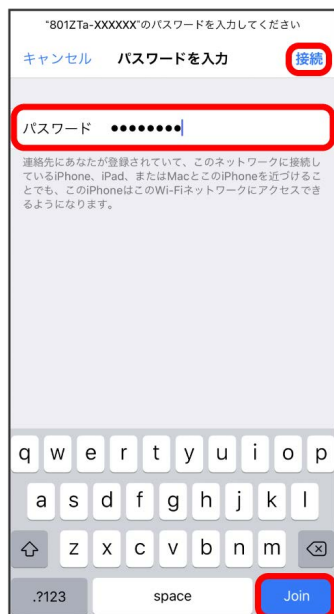 "801ZTa-XXXXXX"のパスワードを入力してください
キャンセル パスワードを入力 接続
パスワード ●●●●●●●●
連絡先にあなたが登録されていて、このネットワークに接続し
ているiPhone、iPad、またはMacとこのiPhoneを近づけるこ
とでも、このiPhoneはこのWi-Fiネットワークにアクセスでき
るようになります。
q w e r t y u i o p
a s d f g h j k l
z x c v b n m
.?123 space Join